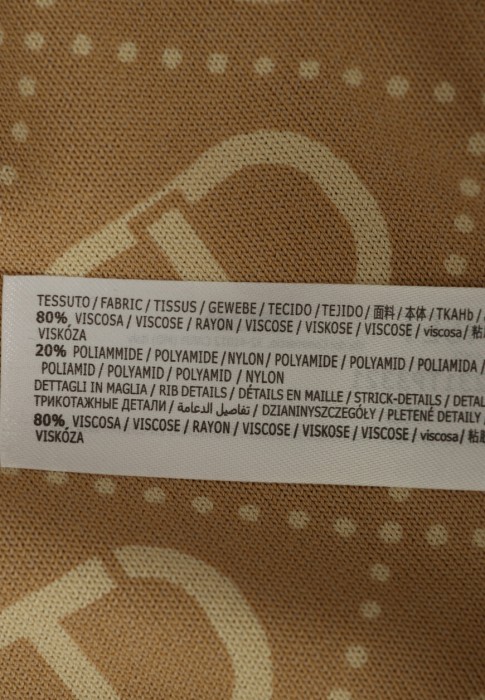 TESSUTO / FABRIC / TISSUS / GEWEBE / TECIDO / TEJIDO / 面料 / 本体 / TKAHb /
80% VISCOSA / VISCOSE / RAYON / VISCOSE / VISKOSE / VISCOSE / viscosa/ 粘
VISKÓZA
20% POLIAMMIDE / POLYAMIDE / NYLON / POLYAMIDE / POLYAMID / POLIAMIDA /
POLIAMID / POLYAMID / POLYAMID / NYLON
DETTAGLI IN MAGLIA / RIB DETAILS / DÉTAILS EN MAILLE / STRICK-DETAILS / DETAL
ТРИКОТАЖНЫЕ ДЕТАЛИ / تفاصيل الدعامة / DZIANINYSZCZEGÓŁY / PLETENÉ DETAILY /
80% VISCOSA / VISCOSE / RAYON / VISCOSE / VISKOSE / VISCOSE / viscosa/ 粘
VISKÓZA